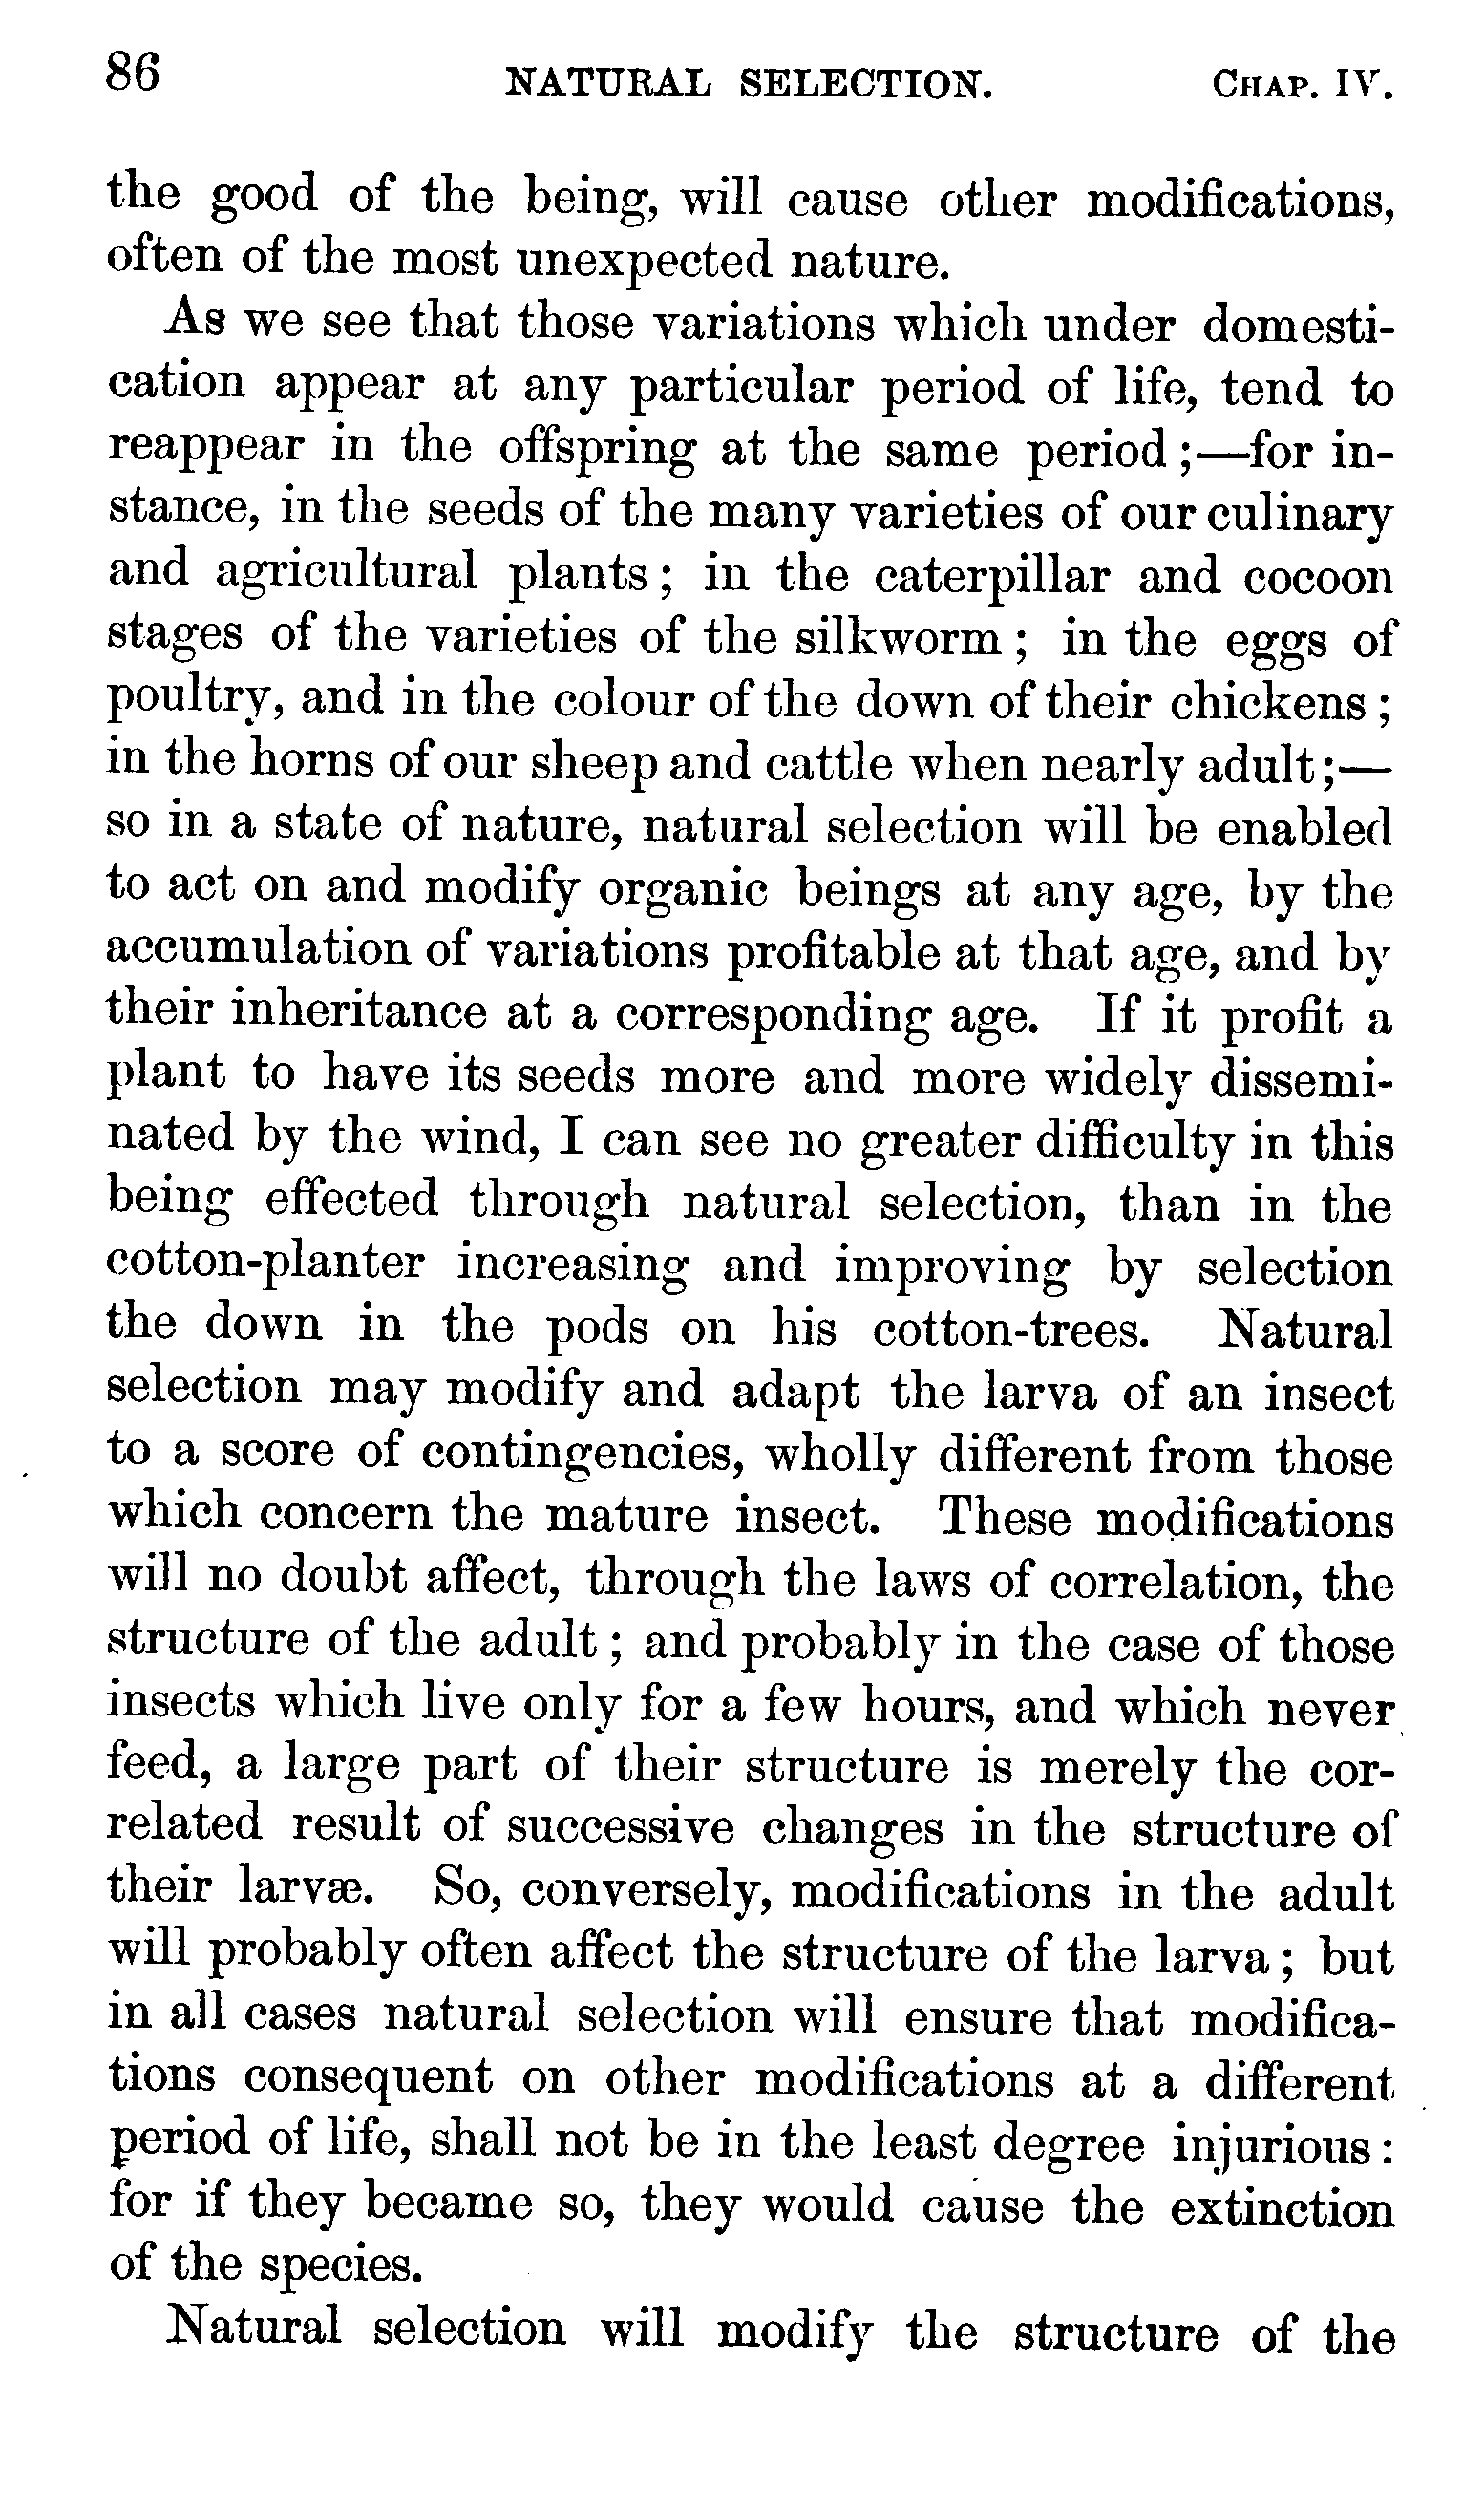 86 NATURAL SELECTION. CHAP. IV.
the good of the being, will cause other modifications,
often of the most unexpected nature.
As we see that those variations which under domesti-
cation appear at any particular period of life, tend to
reappear in the offspring at the same period;—for in-
stance, in the seeds of the many varieties of our culinary
and agricultural plants; in the caterpillar and cocoon
stages of the varieties of the silkworm; in the eggs of
poultry, and in the colour of the down of their chickens;
in the horns of our sheep and cattle when nearly adult;—
so in a state of nature, natural selection will be enabled
to act on and modify organic beings at any age, by the
accumulation of variations profitable at that age, and by
their inheritance at a corresponding age. If it profit a
plant to have its seeds more and more widely dissemi-
nated by the wind, I can see no greater difficulty in this
being effected through natural selection, than in the
cotton-planter increasing and improving by selection
the down in the pods on his cotton-trees. Natural
selection may modify and adapt the larva of an insect
to a score of contingencies, wholly different from those
which concern the mature insect. These modifications
will no doubt affect, through the laws of correlation, the
structure of the adult; and probably in the case of those
insects which live only for a few hours, and which never
feed, a large part of their structure is merely the cor-
related result of successive changes in the structure of
their larvæ. So, conversely, modifications in the adult
will probably often affect the structure of the larva; but
in all cases natural selection will ensure that modifica-
tions consequent on other modifications at a different
period of life, shall not be in the least degree injurious:
for if they became so, they would cause the extinction
of the species.
Natural selection will modify the structure of the